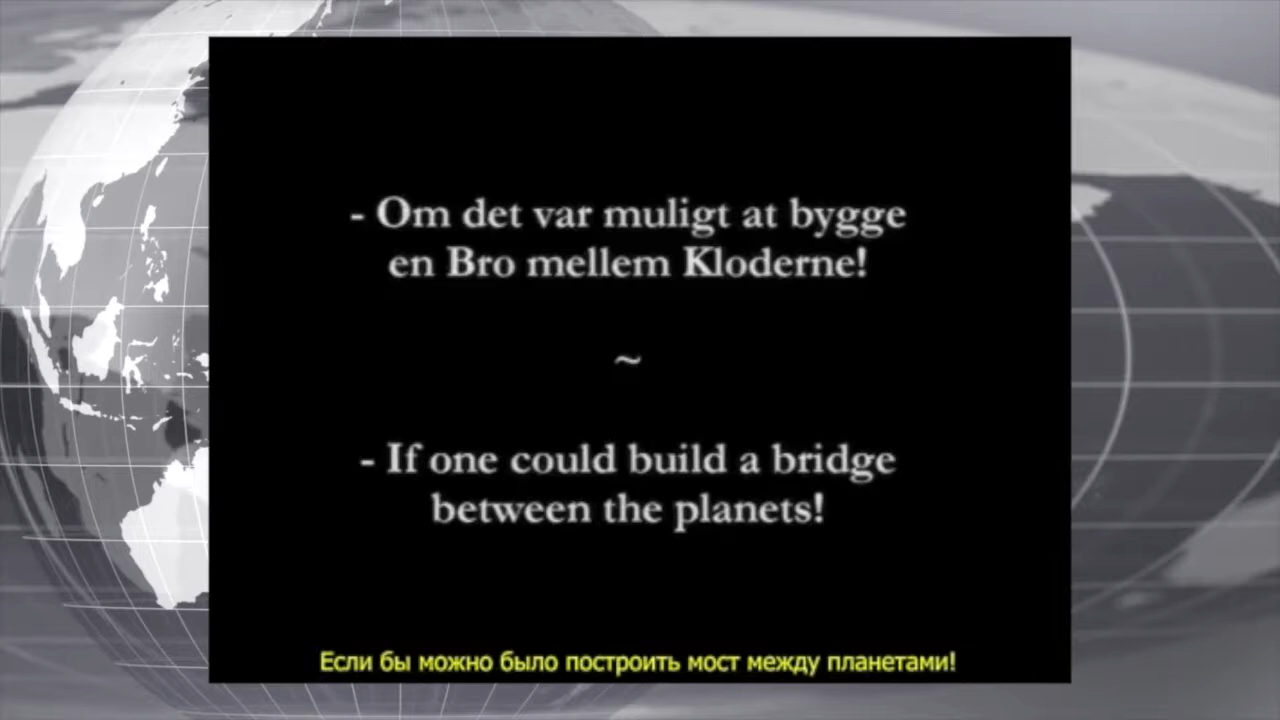 - Om det var muligt at bygge
en Bro mellem Kloderne!
~
- If one could build a bridge
between the planets!
Если бы можно было построить мост между планетами!